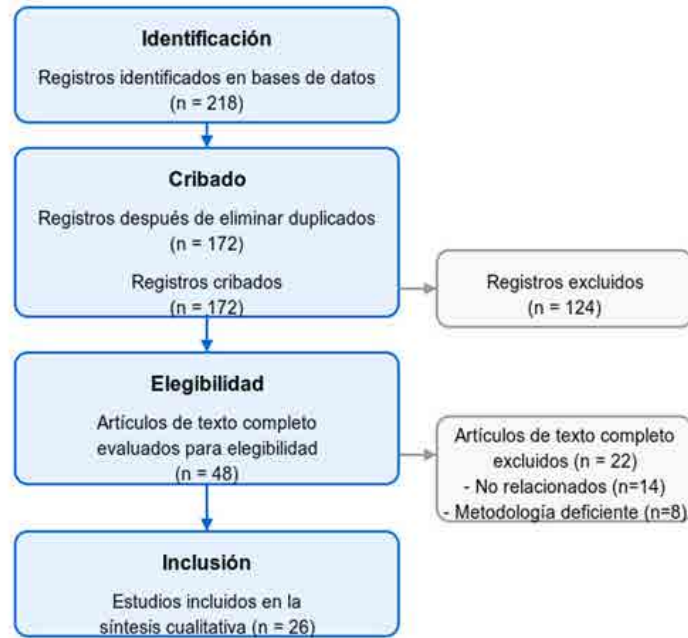 Identificación
Registros identificados en bases de datos
(n = 218)
Cribado
Registros después de eliminar duplicados
(n = 172)
Registros cribados
(n = 172)
Registros excluidos
(n = 124)
Elegibilidad
Artículos de texto completo
evaluados para elegibilidad
(n = 48)
Artículos de texto completo
excluidos (n = 22)
- No relacionados (n=14)
- Metodología deficiente (n=8)
Inclusión
Estudios incluidos en la
síntesis cualitativa (n = 26)